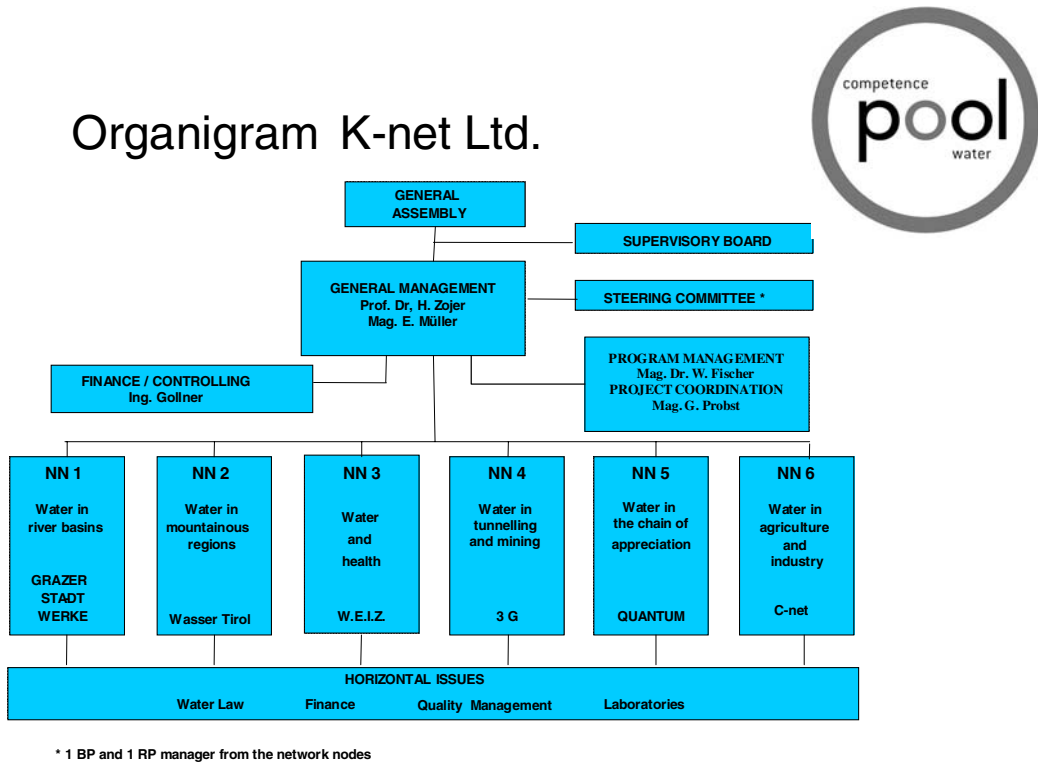 competence
pool
water
Organigram K-net Ltd.
GENERAL
ASSEMBLY
SUPERVISORY BOARD
GENERAL MANAGEMENT
Prof. Dr, H. Zojer
Mag. E. Müller
STEERING COMMITTEE *
FINANCE / CONTROLLING
Ing. Gollner
PROGRAM MANAGEMENT
Mag. Dr. W. Fischer
PROJECT COORDINATION
Mag. G. Probst
NN 1
Water in
river basins
GRAZER
STADT
WERKE
NN 2
Water in
mountainous
regions
Wasser Tirol
NN 3
Water
and
health
W.E.I.Z.
NN 4
Water in
tunnelling
and mining
3 G
NN 5
Water in
the chain of
appreciation
QUANTUM
NN 6
Water in
agriculture
and
industry
C-net
HORIZONTAL ISSUES
Water Law Finance Quality Management Laboratories
* 1 BP and 1 RP manager from the network nodes